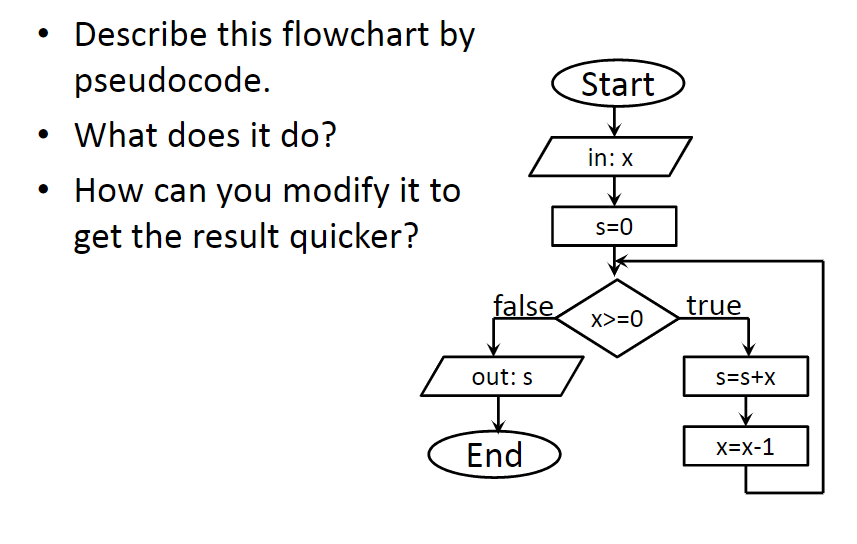 • Describe this flowchart by
pseudocode.
• What does it do?
• How can you modify it to
get the result quicker?
Start
in: x
s=0
false
x>=0
true
out: s
s=s+x
x=x-1
End